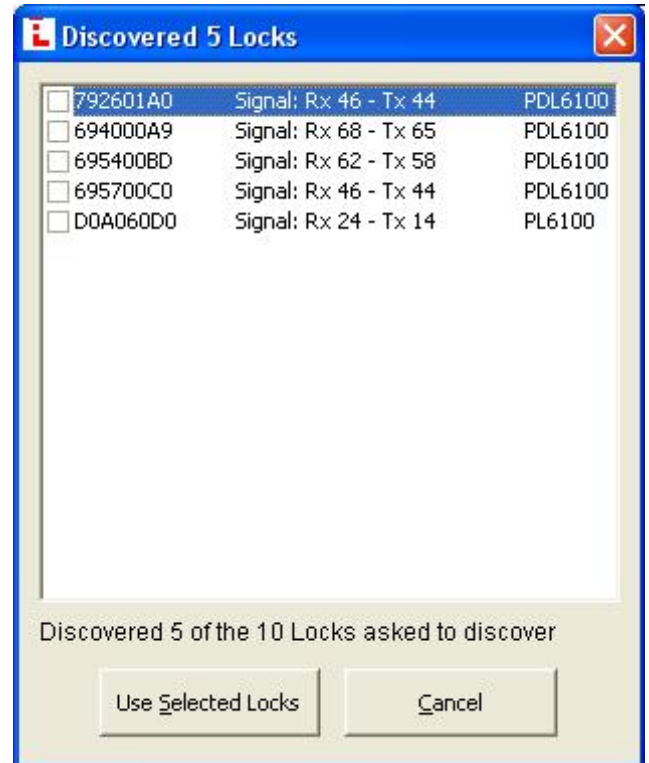 Discovered 5 Locks
792601A0 Signal: Rx 46 - Tx 44 PDL6100
694000A9 Signal: Rx 68 - Tx 65 PDL6100
695400BD Signal: Rx 62 - Tx 58 PDL6100
695700C0 Signal: Rx 46 - Tx 44 PDL6100
D0A060D0 Signal: Rx 24 - Tx 14 PL6100
Discovered 5 of the 10 Locks asked to discover
Use Selected Locks Cancel